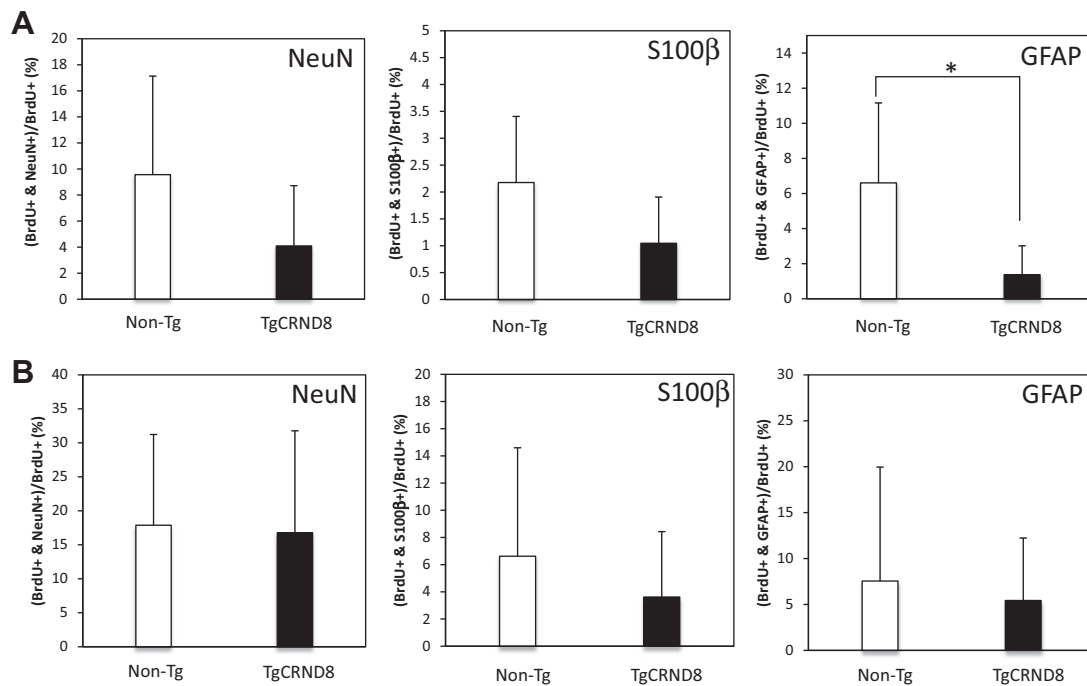 A
NeuN
(BrdU+ & NeuN+)/BrdU+ (%)
20
18
16
14
12
10
8
6
4
2
0
Non-Tg
TgCRND8
S100β
(BrdU+ & S100β+)/BrdU+ (%)
5
4.5
4
3.5
3
2.5
2
1.5
1
0.5
0
Non-Tg
TgCRND8
GFAP
(BrdU+ & GFAP+)/BrdU+ (%)
14
12
10
8
6
4
2
0
*
Non-Tg
TgCRND8
B
NeuN
(BrdU+ & NeuN+)/BrdU+ (%)
40
35
30
25
20
15
10
5
0
Non-Tg
TgCRND8
S100β
(BrdU+ & S100β+)/BrdU+ (%)
20
18
16
14
12
10
8
6
4
2
0
Non-Tg
TgCRND8
GFAP
(BrdU+ & GFAP+)/BrdU+ (%)
30
25
20
15
10
5
0
Non-Tg
TgCRND8